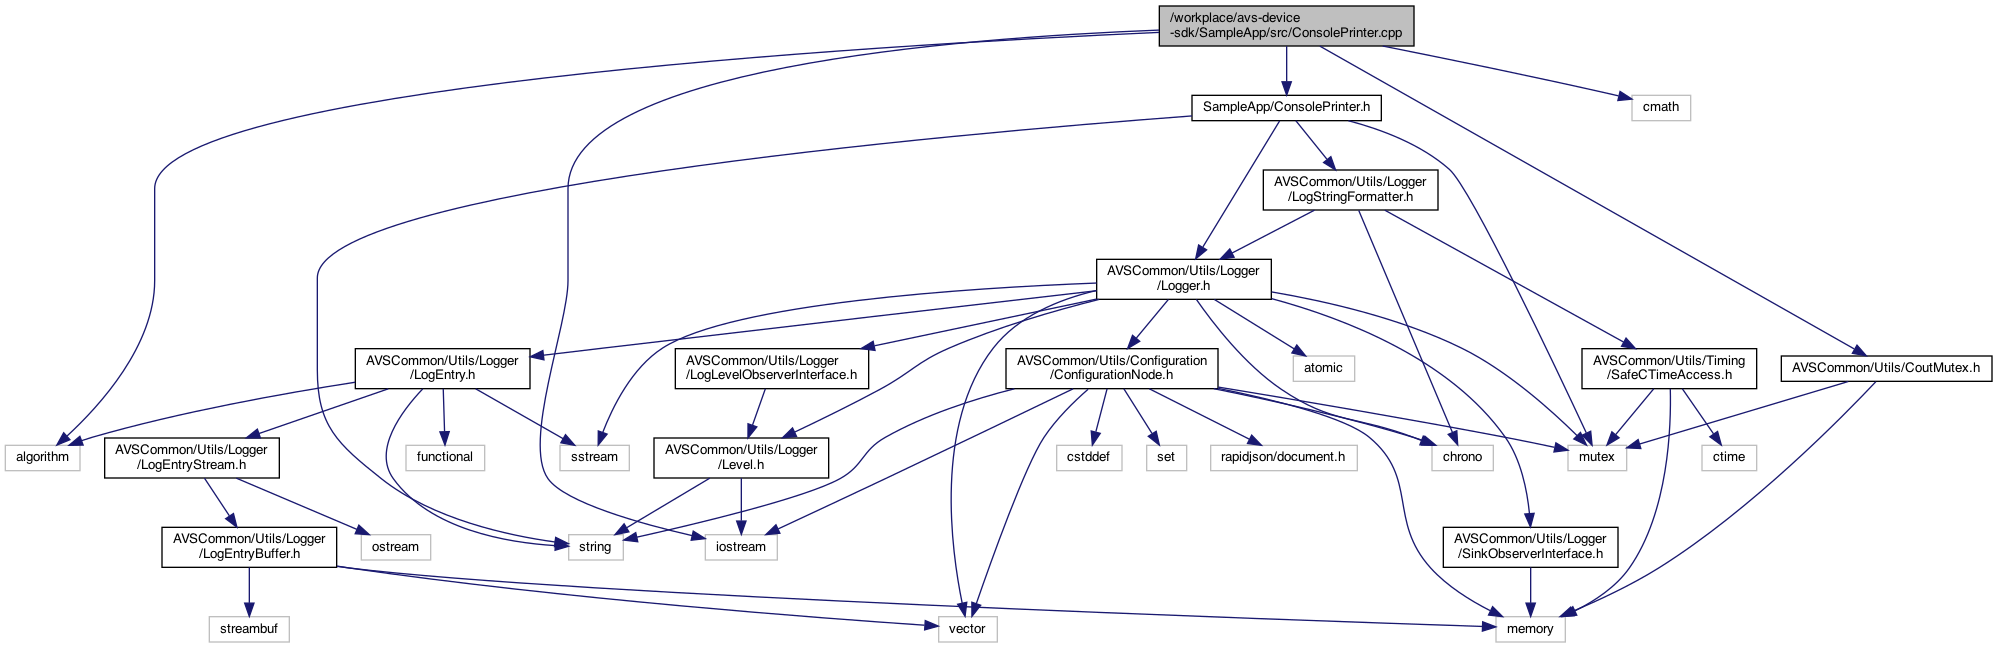 /workplace/avs-device
-sdk/SampleApp/src/ConsolePrinter.cpp
SampleApp/ConsolePrinter.h
cmath
AVSCommon/Utils/Logger
/LogStringFormatter.h
AVSCommon/Utils/Logger
/Logger.h
AVSCommon/Utils/Logger
/LogEntry.h
AVSCommon/Utils/Logger
/LogLevelObserverInterface.h
AVSCommon/Utils/Configuration
/ConfigurationNode.h
atomic
AVSCommon/Utils/Timing
/SafeCTimeAccess.h
AVSCommon/Utils/CoutMutex.h
algorithm
AVSCommon/Utils/Logger
/LogEntryStream.h
functional
sstream
AVSCommon/Utils/Logger
/Level.h
cstddef
set
rapidjson/document.h
chrono
mutex
ctime
AVSCommon/Utils/Logger
/LogEntryBuffer.h
ostream
string
iostream
AVSCommon/Utils/Logger
/SinkObserverInterface.h
streambuf
vector
memory